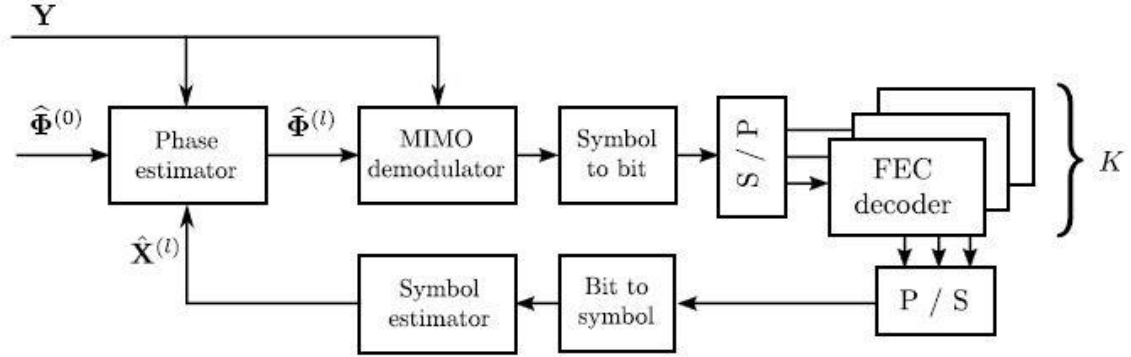 Y
Φ̂⁽⁰⁾
Phase
estimator
Φ̂⁽ˡ⁾
MIMO
demodulator
Symbol
to bit
S / P
FEC
decoder
K
X̂⁽ˡ⁾
Symbol
estimator
Bit to
symbol
P / S